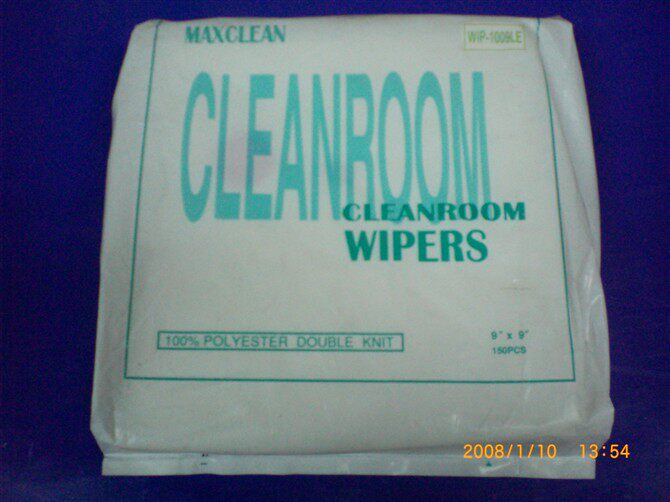 MAXCLEAN
WIP-1009LE
CLEANROOM
CLEANROOM
WIPERS
100% POLYESTER DOUBLE KNIT
9" x 9"
150PCS
2008/1/10 13:54